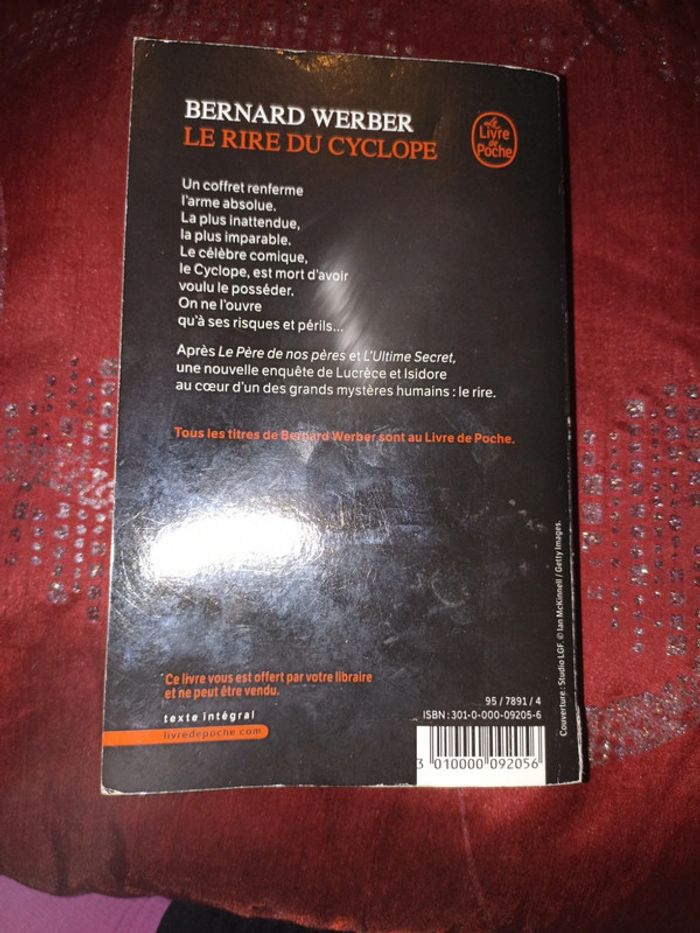 BERNARD WERBER
LE RIRE DU CYCLOPE
Le
Livre
de
Poche
Un coffret renferme
l'arme absolue.
La plus inattendue,
la plus imparable.
Le célèbre comique,
le Cyclope, est mort d'avoir
voulu le posséder.
On ne l'ouvre
qu'à ses risques et périls...
Après Le Père de nos pères et L'Ultime Secret,
une nouvelle enquête de Lucrèce et Isidore
au cœur d'un des grands mystères humains : le rire.
Tous les titres de Bernard Werber sont au Livre de Poche.
Couverture : Studio LGF. © Ian McKinnell / Getty Images.
Ce livre vous est offert par votre libraire
et ne peut être vendu.
texte intégral
livredepoche.com
95 / 7891 / 4
ISBN : 301-0-000-09205-6
3 010000 092056